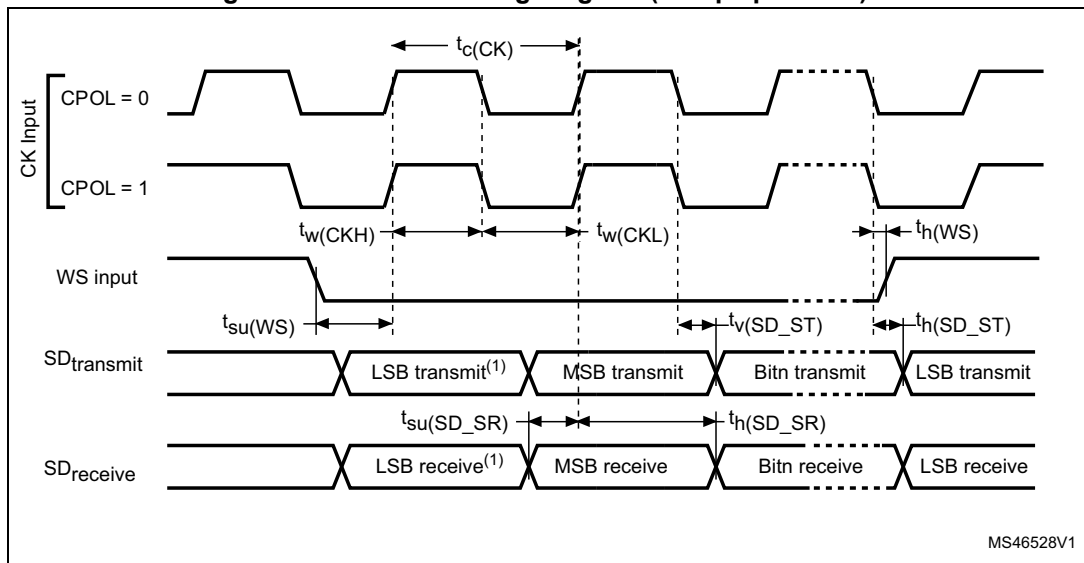 tc(CK)
CPOL = 0
CK Input
CPOL = 1
tw(CKH)
tw(CKL)
th(WS)
WS input
tsu(WS)
tv(SD_ST)
th(SD_ST)
SDtransmit
LSB transmit(1)
MSB transmit
Bitn transmit
LSB transmit
tsu(SD_SR)
th(SD_SR)
SDreceive
LSB receive(1)
MSB receive
Bitn receive
LSB receive
MS46528V1